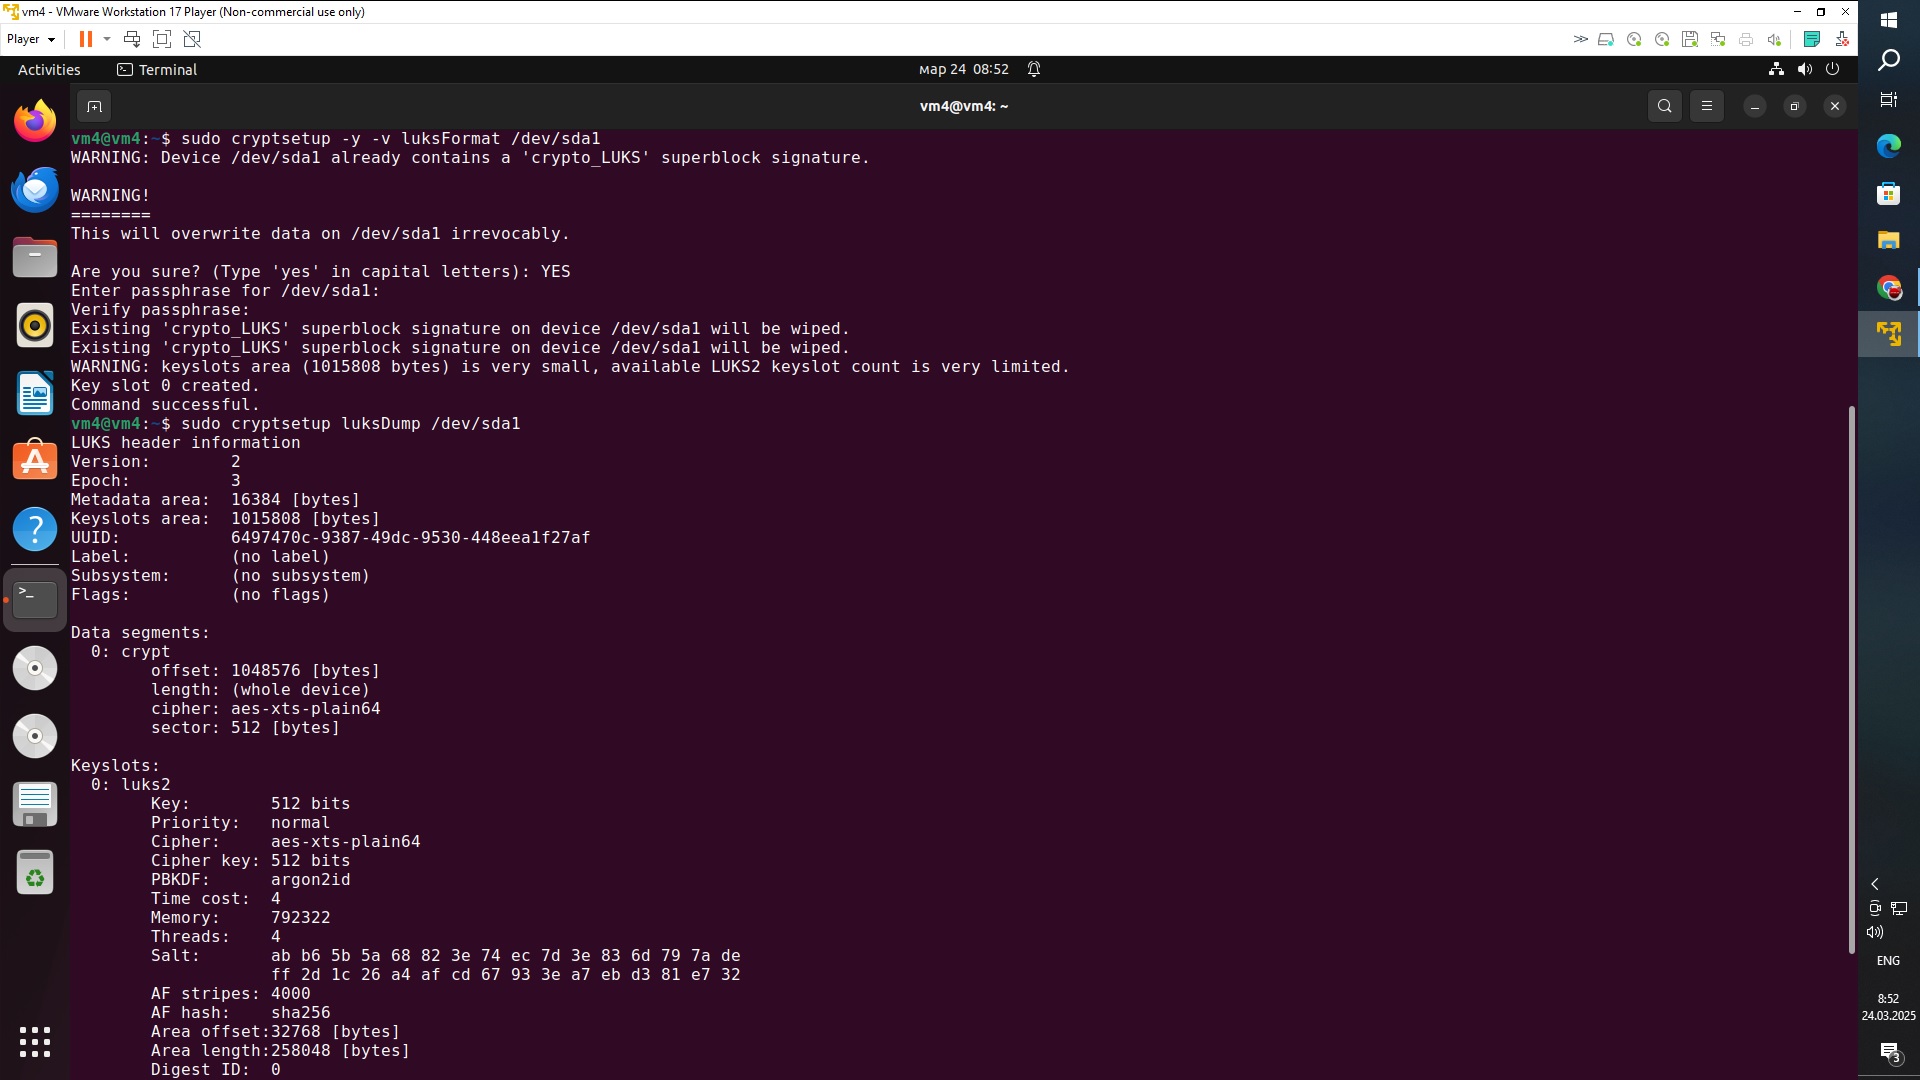 vm4 - VMware Workstation 17 Player (Non-commercial use only)
Player
Activities
Terminal
мар 24 08:52
vm4@vm4: ~
vm4@vm4:~$ sudo cryptsetup -y -v luksFormat /dev/sda1
WARNING: Device /dev/sda1 already contains a 'crypto_LUKS' superblock signature.
WARNING!
========
This will overwrite data on /dev/sda1 irrevocably.
Are you sure? (Type 'yes' in capital letters): YES
Enter passphrase for /dev/sda1:
Verify passphrase:
Existing 'crypto_LUKS' superblock signature on device /dev/sda1 will be wiped.
Existing 'crypto_LUKS' superblock signature on device /dev/sda1 will be wiped.
WARNING: keyslots area (1015808 bytes) is very small, available LUKS2 keyslot count is very limited.
Key slot 0 created.
Command successful.
vm4@vm4:~$ sudo cryptsetup luksDump /dev/sda1
LUKS header information
Version: 2
Epoch: 3
Metadata area: 16384 [bytes]
Keyslots area: 1015808 [bytes]
UUID: 6497470c-9387-49dc-9530-448eea1f27af
Label: (no label)
Subsystem: (no subsystem)
Flags: (no flags)
Data segments:
0: crypt
offset: 1048576 [bytes]
length: (whole device)
cipher: aes-xts-plain64
sector: 512 [bytes]
Keyslots:
0: luks2
Key: 512 bits
Priority: normal
Cipher: aes-xts-plain64
Cipher key: 512 bits
PBKDF: argon2id
Time cost: 4
Memory: 792322
Threads: 4
Salt: ab b6 5b 5a 68 82 3e 74 ec 7d 3e 83 6d 79 7a de
ff 2d 1c 26 a4 af cd 67 93 3e a7 eb d3 81 e7 32
AF stripes: 4000
AF hash: sha256
Area offset:32768 [bytes]
Area length:258048 [bytes]
Digest ID: 0
ENG
8:52
24.03.2025
3